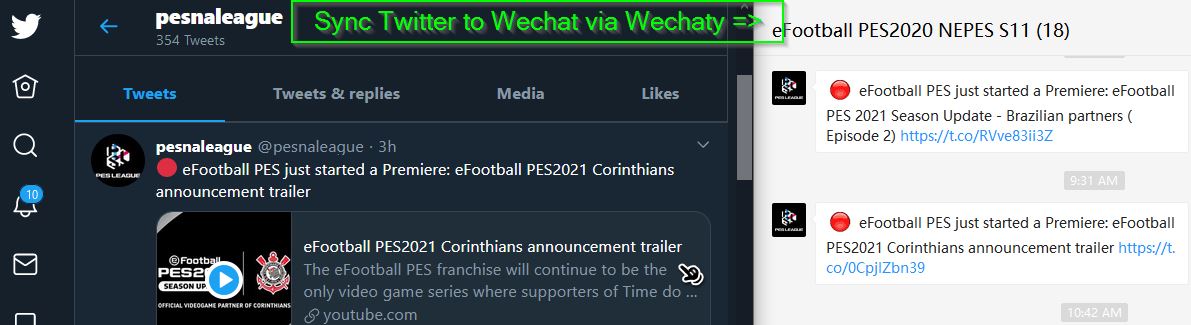 pesnaleague
354 Tweets
Sync Twitter to Wechat via Wechaty =>
Tweets
Tweets & replies
Media
Likes
10
PES LEAGUE
pesnaleague @pesnaleague · 3h
🔴 eFootball PES just started a Premiere: eFootball PES2021 Corinthians
announcement trailer
eFootball
PES2021
SEASON UP
OFFICIAL VIDEOGAME PARTNER OF CORINTHIANS
eFootball PES2021 Corinthians announcement trailer
The eFootball PES franchise will continue to be the
only video game series where supporters of Time do ...
youtube.com
eFootball PES2020 NEPES S11 (18)
🔴 eFootball PES just started a Premiere: eFootball
PES 2021 Season Update - Brazilian partners (
Episode 2) https://t.co/RVve83ii3Z
9:31 AM
🔴 eFootball PES just started a Premiere: eFootball
PES2021 Corinthians announcement trailer https://t.
co/0CpjlZbn39
10:42 AM